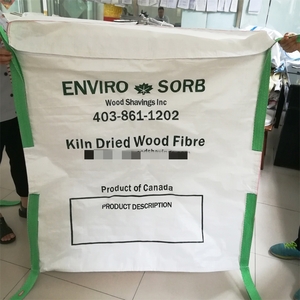 ENVIRO SORB
Wood Shavings Inc
403-861-1202
Kiln Dried Wood Fibre
Product of Canada
PRODUCT DESCRIPTION